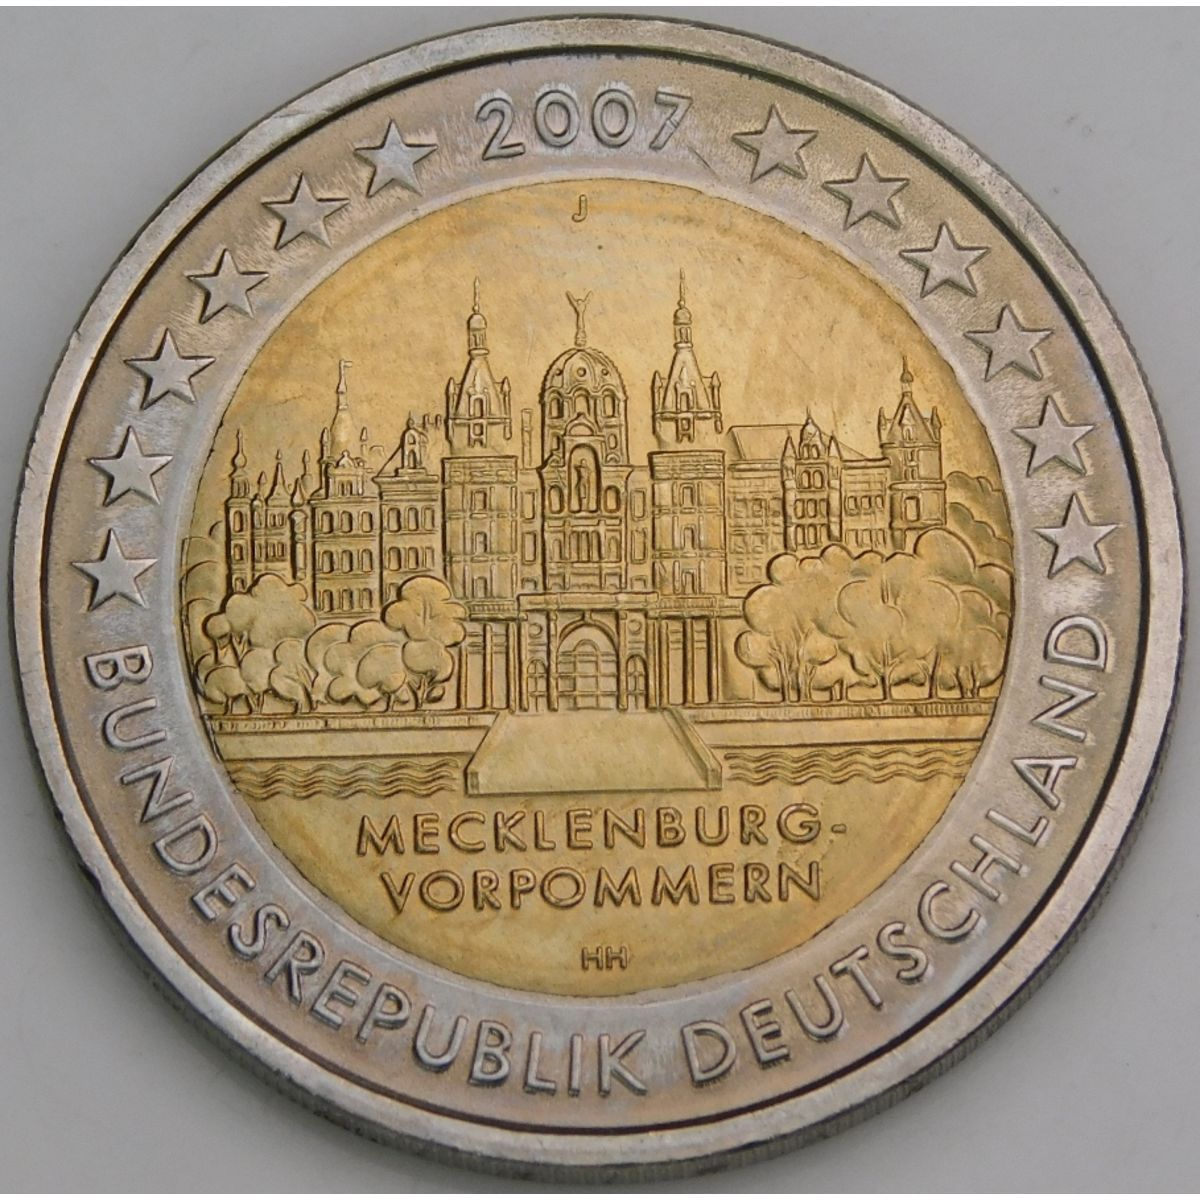 2007
J
MECKLENBURG-
VORPOMMERN
HH
BUNDESREPUBLIK DEUTSCHLAND